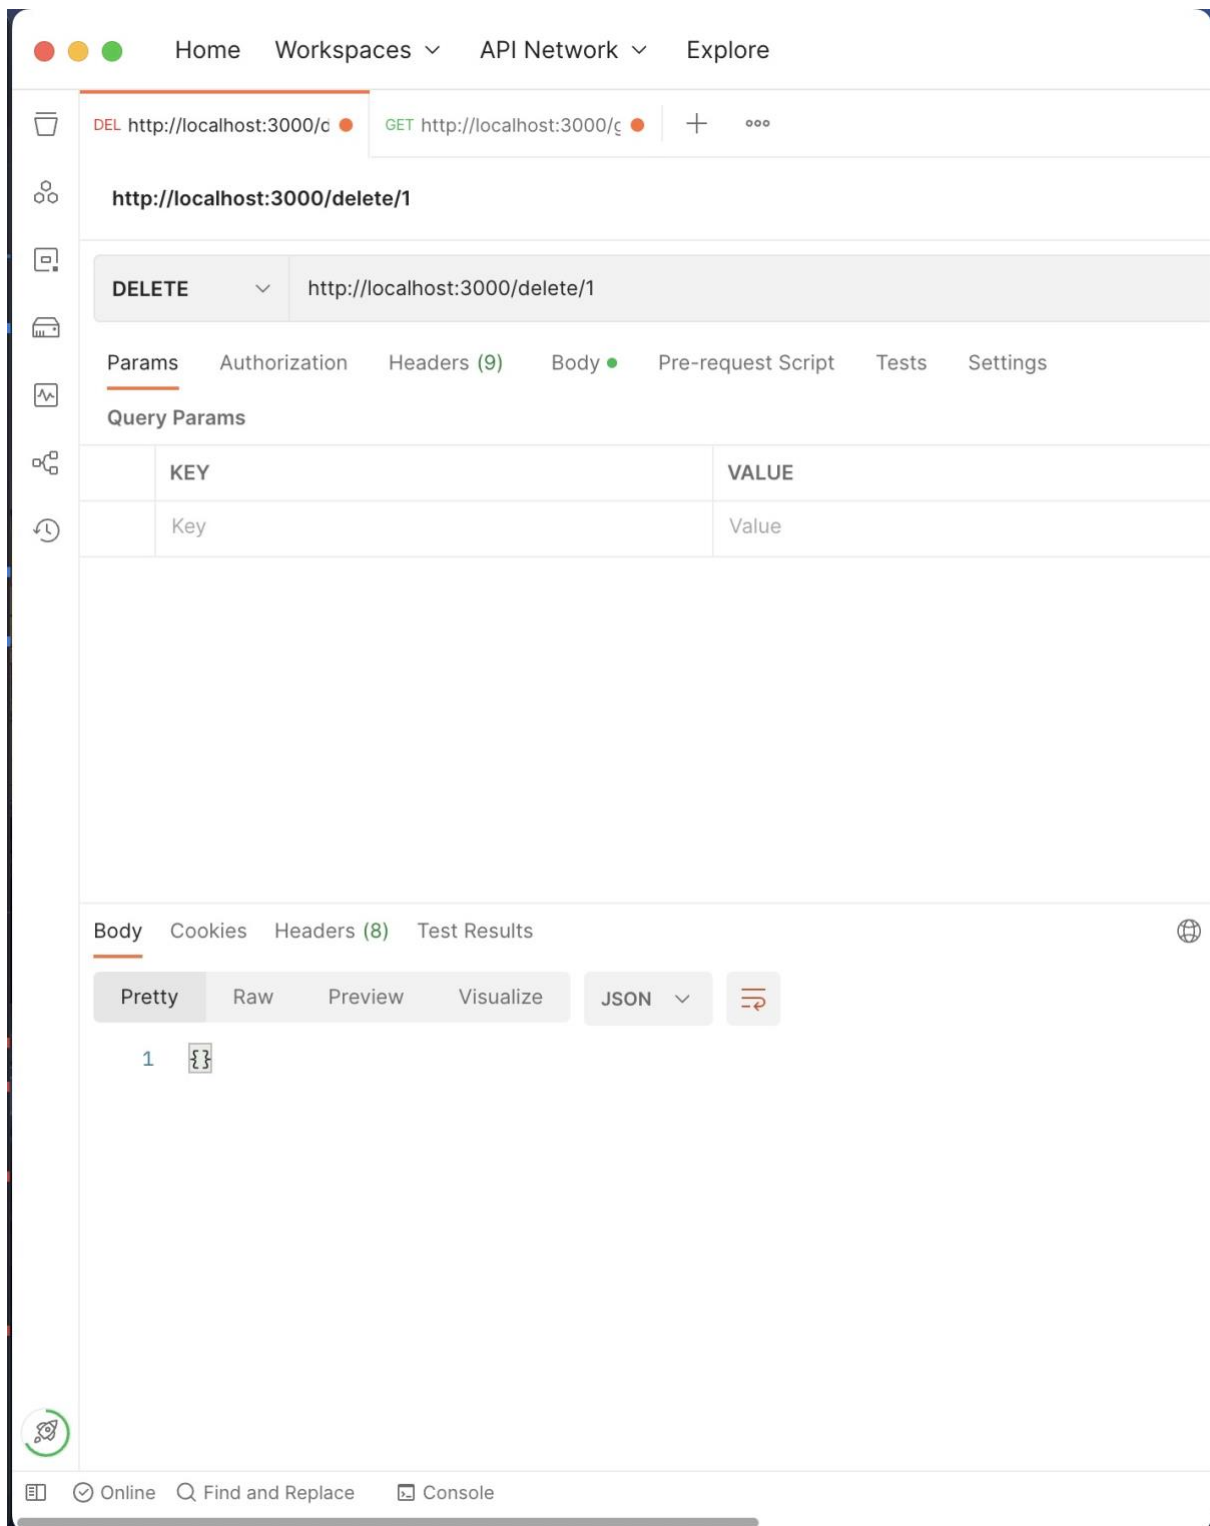 Home Workspaces API Network Explore
DEL http://localhost:3000/d GET http://localhost:3000/g
http://localhost:3000/delete/1
DELETE http://localhost:3000/delete/1
Params Authorization Headers (9) Body Pre-request Script Tests Settings
Query Params
KEY VALUE
Key Value
Body Cookies Headers (8) Test Results
Pretty Raw Preview Visualize JSON
1 {}
Online Find and Replace Console